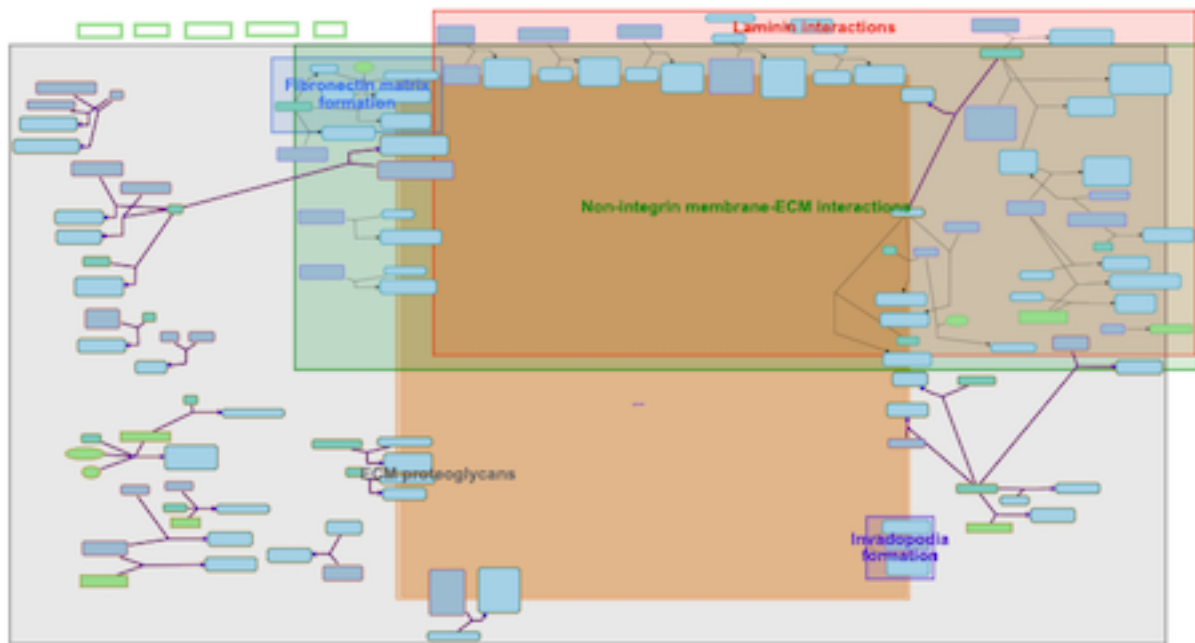 Laminin interactions
Fibronectin matrix
formation
Non-integrin membrane-ECM interactions
ECM proteoglycans
Invadopodia
formation